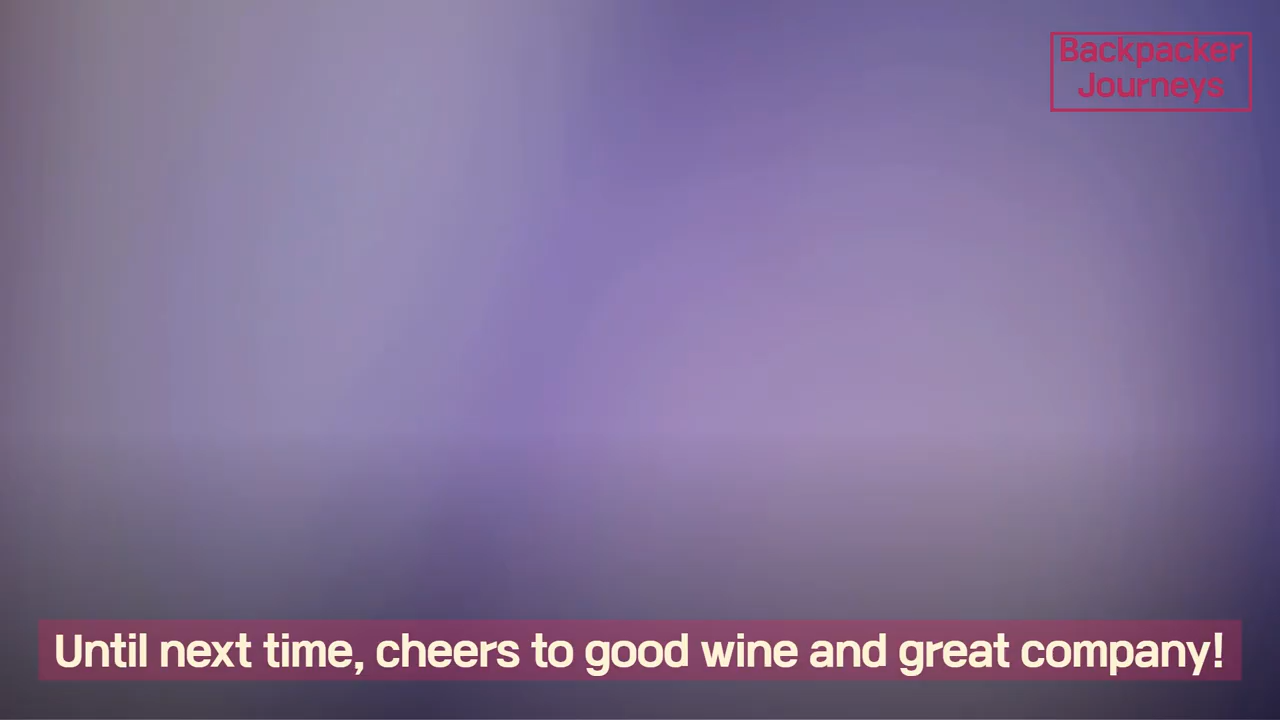 Backpacker
Journeys
Until next time, cheers to good wine and great company!